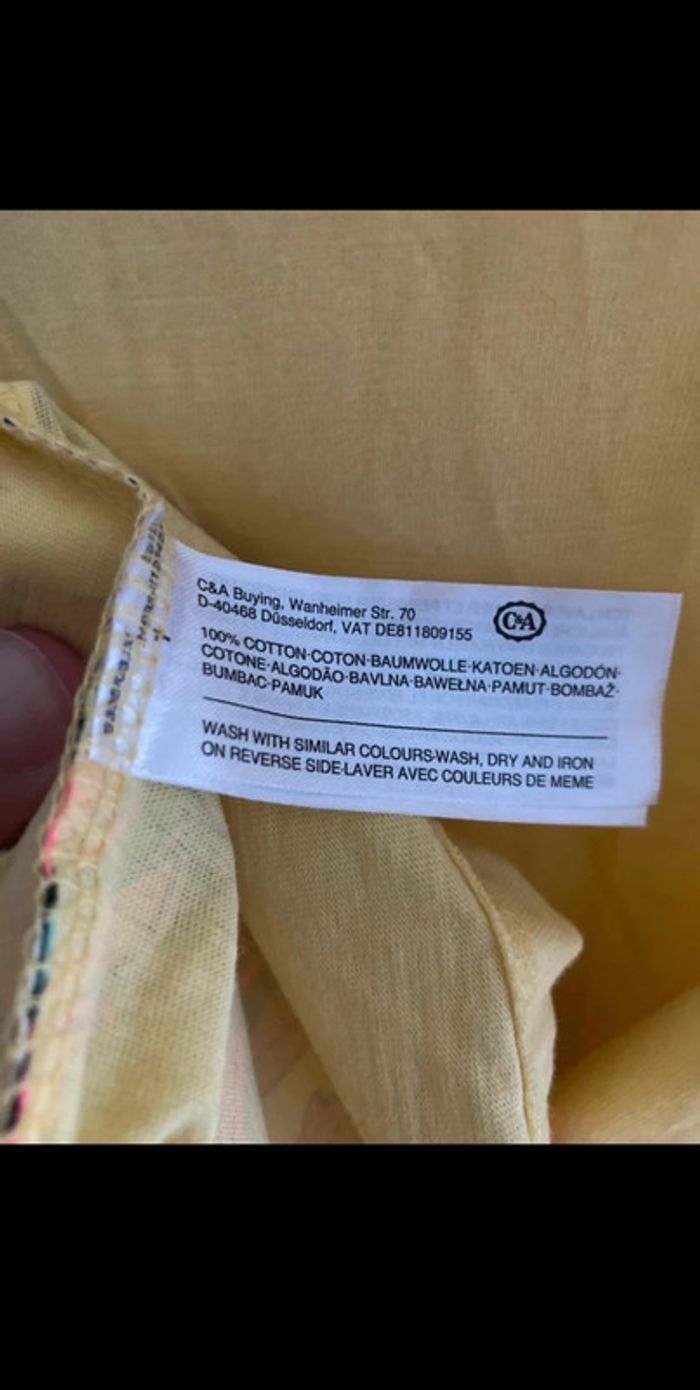 C&A Buying, Wanheimer Str. 70
D-40468 Düsseldorf, VAT DE811809155
C&A
100% COTTON·COTON·BAUMWOLLE·KATOEN·ALGODÓN·
COTONE·ALGODÃO·BAVLNA·BAWEŁNA·PAMUT·BOMBAŽ·
BUMBAC·PAMUK
WASH WITH SIMILAR COLOURS-WASH, DRY AND IRON
ON REVERSE SIDE-LAVER AVEC COULEURS DE MEME